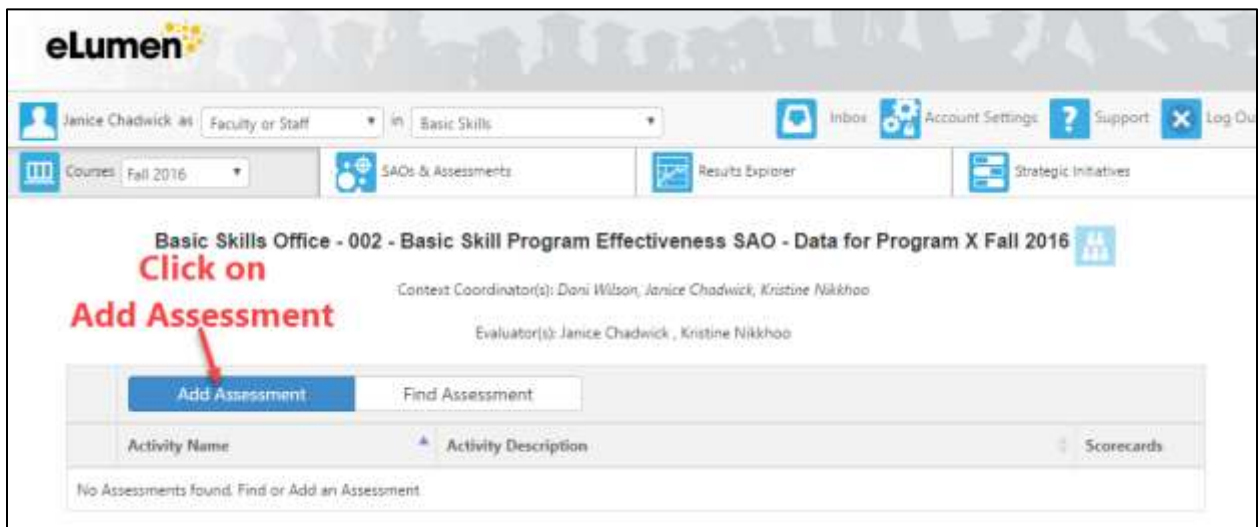 eLumen
Janice Chadwick as Faculty or Staff in Basic Skills Inbox Account Settings ? Support Log Ou
Courses Fall 2016 SAOs & Assessments Results Explorer Strategic Initiatives
Basic Skills Office - 002 - Basic Skill Program Effectiveness SAO - Data for Program X Fall 2016
Click on
Add Assessment
Context Coordinator(s): Dani Wilson, Janice Chadwick, Kristine Nikkhoo
Evaluator(s): Janice Chadwick , Kristine Nikkhoo
Add Assessment Find Assessment
Activity Name Activity Description Scorecards
No Assessments found. Find or Add an Assessment